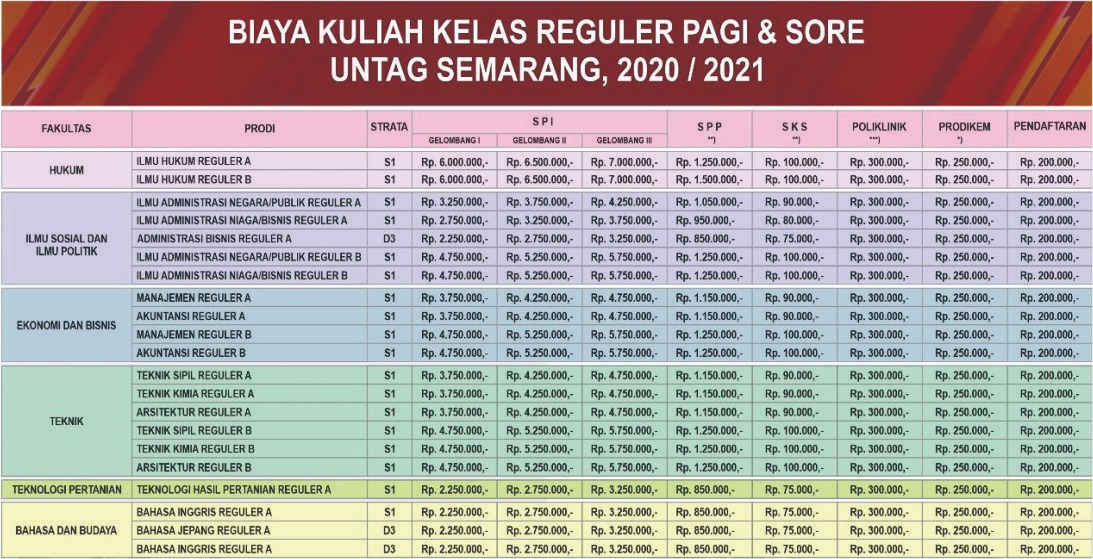 BIAYA KULIAH KELAS REGULER PAGI & SORE
UNTAG SEMARANG, 2020 / 2021
FAKULTAS PRODI STRATA S P I S P P **) S K S **) POLIKLINIK ***) PRODIKEM *) PENDAFTARAN
GELOMBANG I GELOMBANG II GELOMBANG III
HUKUM
ILMU HUKUM REGULER A S1 Rp. 6.000.000,- Rp. 6.500.000,- Rp. 7.000.000,- Rp. 1.250.000,- Rp. 100.000,- Rp. 300.000,- Rp. 250.000,- Rp. 200.000,-
ILMU HUKUM REGULER B S1 Rp. 6.000.000,- Rp. 6.500.000,- Rp. 7.000.000,- Rp. 1.500.000,- Rp. 100.000,- Rp. 300.000,- Rp. 250.000,- Rp. 200.000,-
ILMU SOSIAL DAN
ILMU POLITIK
ILMU ADMINISTRASI NEGARA/PUBLIK REGULER A S1 Rp. 3.250.000,- Rp. 3.750.000,- Rp. 4.250.000,- Rp. 1.050.000,- Rp. 90.000,- Rp. 300.000,- Rp. 250.000,- Rp. 200.000,-
ILMU ADMINISTRASI NIAGA/BISNIS REGULER A S1 Rp. 2.750.000,- Rp. 3.250.000,- Rp. 3.750.000,- Rp. 950.000,- Rp. 80.000,- Rp. 300.000,- Rp. 250.000,- Rp. 200.000,-
ADMINISTRASI BISNIS REGULER A D3 Rp. 2.250.000,- Rp. 2.750.000,- Rp. 3.250.000,- Rp. 850.000,- Rp. 75.000,- Rp. 300.000,- Rp. 250.000,- Rp. 200.000,-
ILMU ADMINISTRASI NEGARA/PUBLIK REGULER B S1 Rp. 4.750.000,- Rp. 5.250.000,- Rp. 5.750.000,- Rp. 1.250.000,- Rp. 100.000,- Rp. 300.000,- Rp. 250.000,- Rp. 200.000,-
ILMU ADMINISTRASI NIAGA/BISNIS REGULER B S1 Rp. 4.750.000,- Rp. 5.250.000,- Rp. 5.750.000,- Rp. 1.250.000,- Rp. 100.000,- Rp. 300.000,- Rp. 250.000,- Rp. 200.000,-
EKONOMI DAN BISNIS
MANAJEMEN REGULER A S1 Rp. 3.750.000,- Rp. 4.250.000,- Rp. 4.750.000,- Rp. 1.150.000,- Rp. 90.000,- Rp. 300.000,- Rp. 250.000,- Rp. 200.000,-
AKUNTANSI REGULER A S1 Rp. 3.750.000,- Rp. 4.250.000,- Rp. 4.750.000,- Rp. 1.150.000,- Rp. 90.000,- Rp. 300.000,- Rp. 250.000,- Rp. 200.000,-
MANAJEMEN REGULER B S1 Rp. 4.750.000,- Rp. 5.250.000,- Rp. 5.750.000,- Rp. 1.250.000,- Rp. 100.000,- Rp. 300.000,- Rp. 250.000,- Rp. 200.000,-
AKUNTANSI REGULER B S1 Rp. 4.750.000,- Rp. 5.250.000,- Rp. 5.750.000,- Rp. 1.250.000,- Rp. 100.000,- Rp. 300.000,- Rp. 250.000,- Rp. 200.000,-
TEKNIK
TEKNIK SIPIL REGULER A S1 Rp. 3.750.000,- Rp. 4.250.000,- Rp. 4.750.000,- Rp. 1.150.000,- Rp. 90.000,- Rp. 300.000,- Rp. 250.000,- Rp. 200.000,-
TEKNIK KIMIA REGULER A S1 Rp. 3.750.000,- Rp. 4.250.000,- Rp. 4.750.000,- Rp. 1.150.000,- Rp. 90.000,- Rp. 300.000,- Rp. 250.000,- Rp. 200.000,-
ARSITEKTUR REGULER A S1 Rp. 3.750.000,- Rp. 4.250.000,- Rp. 4.750.000,- Rp. 1.150.000,- Rp. 90.000,- Rp. 300.000,- Rp. 250.000,- Rp. 200.000,-
TEKNIK SIPIL REGULER B S1 Rp. 4.750.000,- Rp. 5.250.000,- Rp. 5.750.000,- Rp. 1.250.000,- Rp. 100.000,- Rp. 300.000,- Rp. 250.000,- Rp. 200.000,-
TEKNIK KIMIA REGULER B S1 Rp. 4.750.000,- Rp. 5.250.000,- Rp. 5.750.000,- Rp. 1.250.000,- Rp. 100.000,- Rp. 300.000,- Rp. 250.000,- Rp. 200.000,-
ARSITEKTUR REGULER B S1 Rp. 4.750.000,- Rp. 5.250.000,- Rp. 5.750.000,- Rp. 1.250.000,- Rp. 100.000,- Rp. 300.000,- Rp. 250.000,- Rp. 200.000,-
TEKNOLOGI PERTANIAN TEKNOLOGI HASIL PERTANIAN REGULER A S1 Rp. 2.250.000,- Rp. 2.750.000,- Rp. 3.250.000,- Rp. 850.000,- Rp. 75.000,- Rp. 300.000,- Rp. 250.000,- Rp. 200.000,-
BAHASA DAN BUDAYA
BAHASA INGGRIS REGULER A S1 Rp. 2.250.000,- Rp. 2.750.000,- Rp. 3.250.000,- Rp. 850.000,- Rp. 75.000,- Rp. 300.000,- Rp. 250.000,- Rp. 200.000,-
BAHASA JEPANG REGULER A D3 Rp. 2.250.000,- Rp. 2.750.000,- Rp. 3.250.000,- Rp. 850.000,- Rp. 75.000,- Rp. 300.000,- Rp. 250.000,- Rp. 200.000,-
BAHASA INGGRIS REGULER A D3 Rp. 2.250.000,- Rp. 2.750.000,- Rp. 3.250.000,- Rp. 850.000,- Rp. 75.000,- Rp. 300.000,- Rp. 250.000,- Rp. 200.000,-